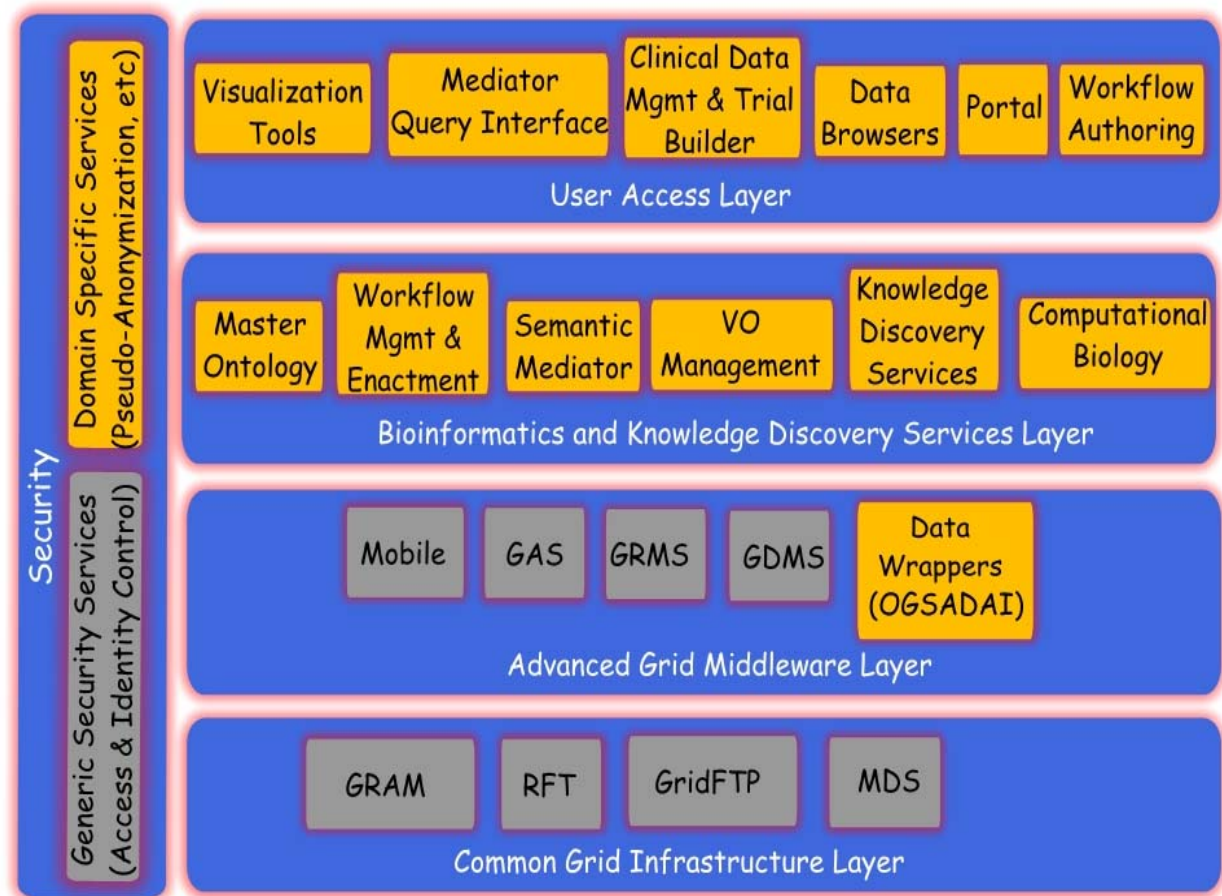 Security
Domain Specific Services
(Pseudo-Anonymization, etc)
Generic Security Services
(Access & Identity Control)
Visualization
Tools
Mediator
Query Interface
Clinical Data
Mgmt & Trial
Builder
Data
Browsers
Portal
Workflow
Authoring
User Access Layer
Master
Ontology
Workflow
Mgmt &
Enactment
Semantic
Mediator
VO
Management
Knowledge
Discovery
Services
Computational
Biology
Bioinformatics and Knowledge Discovery Services Layer
Mobile
GAS
GRMS
GDMS
Data
Wrappers
(OGSADAI)
Advanced Grid Middleware Layer
GRAM
RFT
GridFTP
MDS
Common Grid Infrastructure Layer